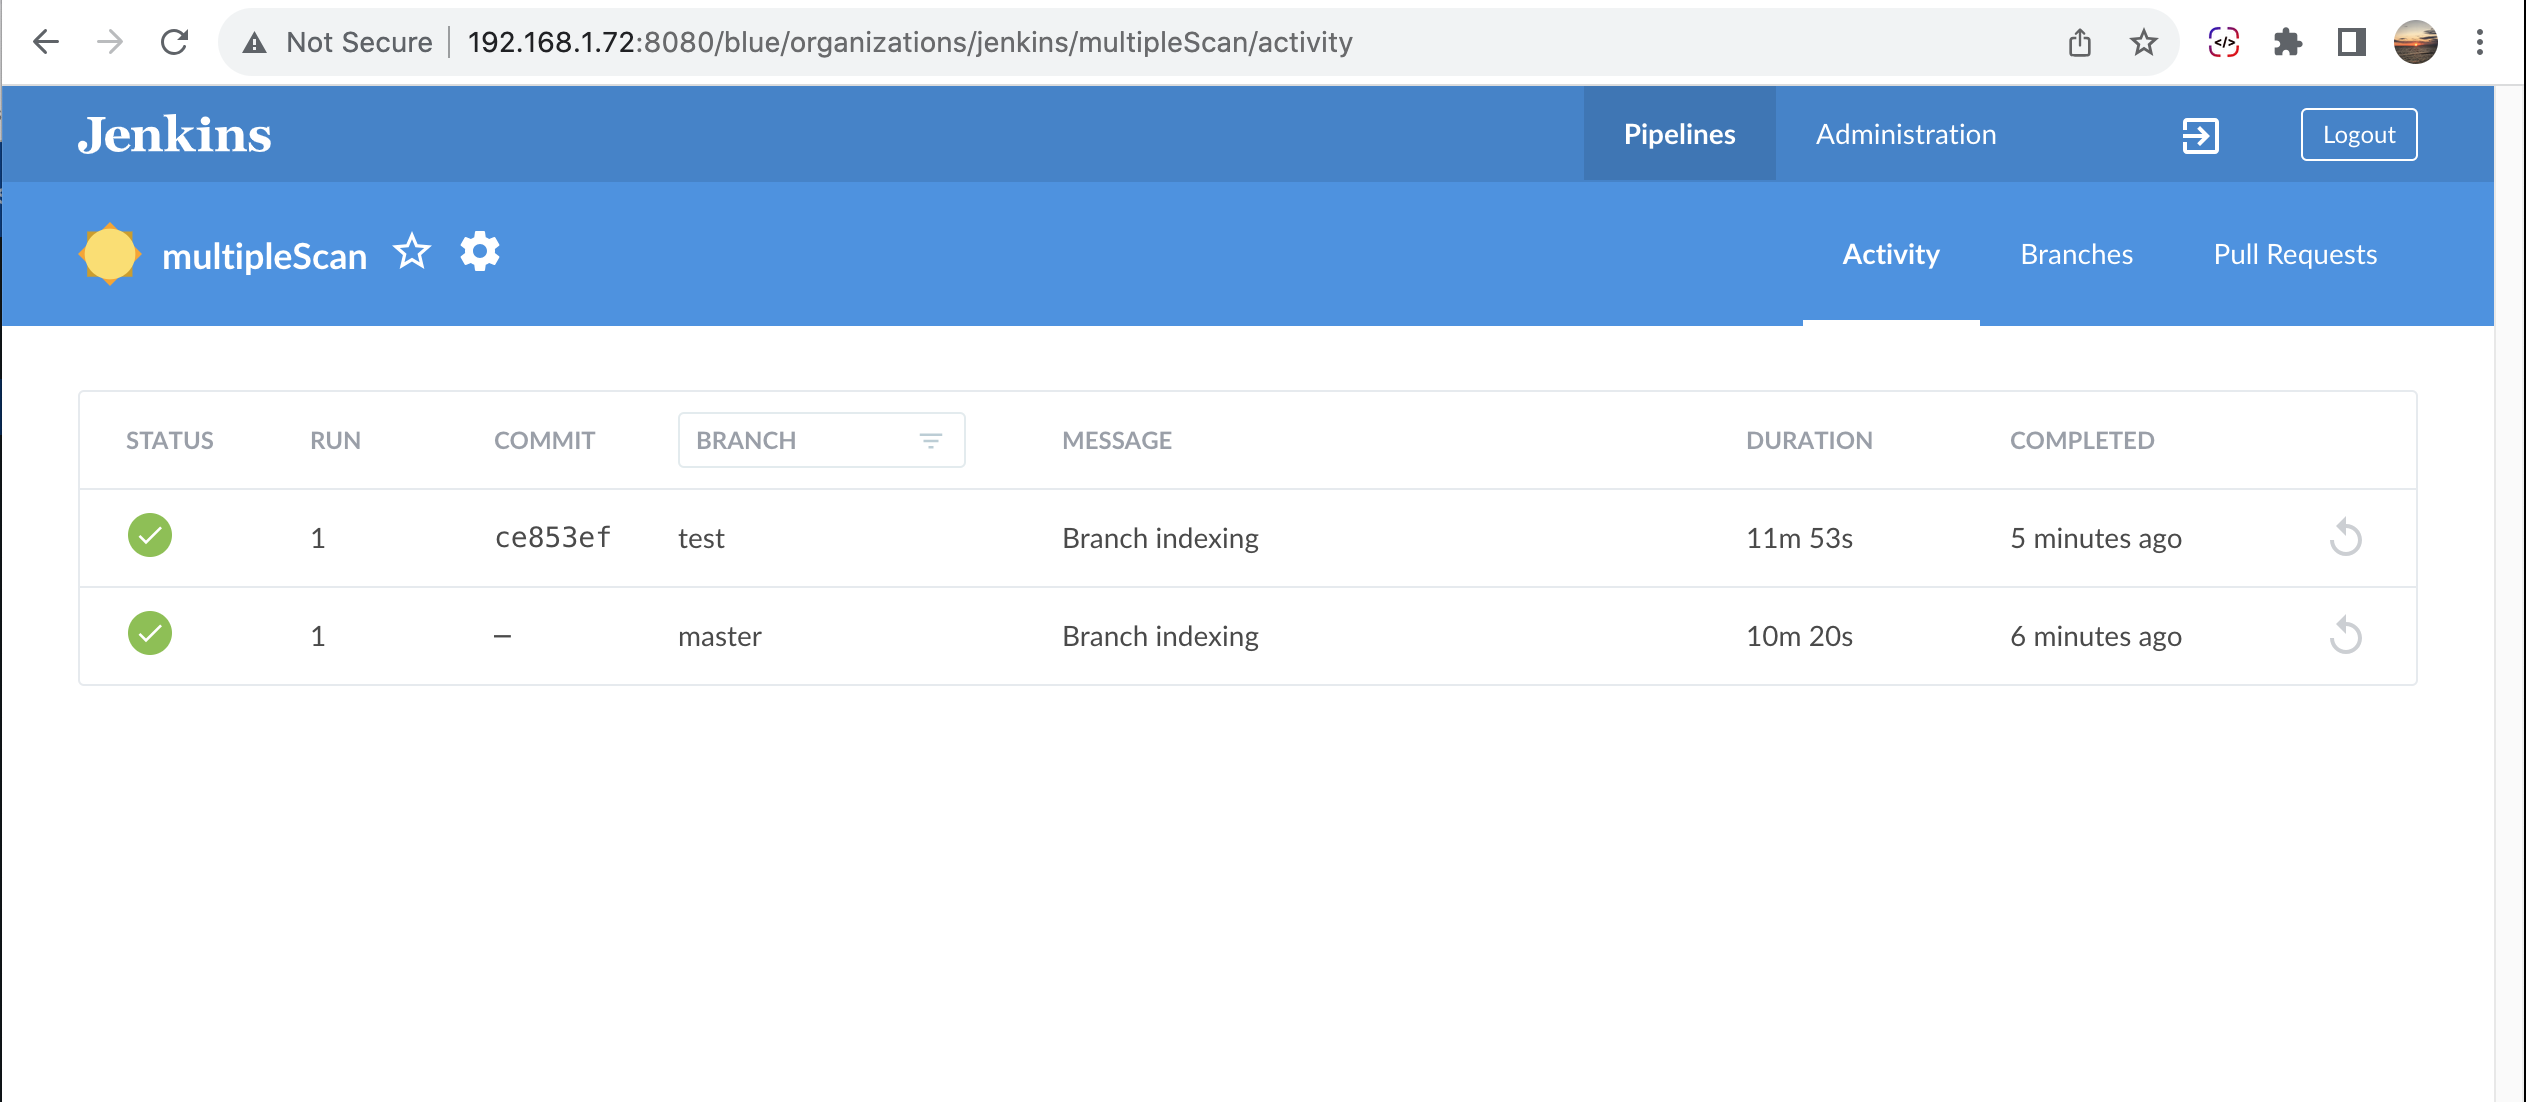 Not Secure 192.168.1.72:8080/blue/organizations/jenkins/multipleScan/activity
Jenkins Pipelines Administration Logout
multipleScan Activity Branches Pull Requests
STATUS RUN COMMIT BRANCH MESSAGE DURATION COMPLETED
1 ce853ef test Branch indexing 11m 53s 5 minutes ago
1 – master Branch indexing 10m 20s 6 minutes ago